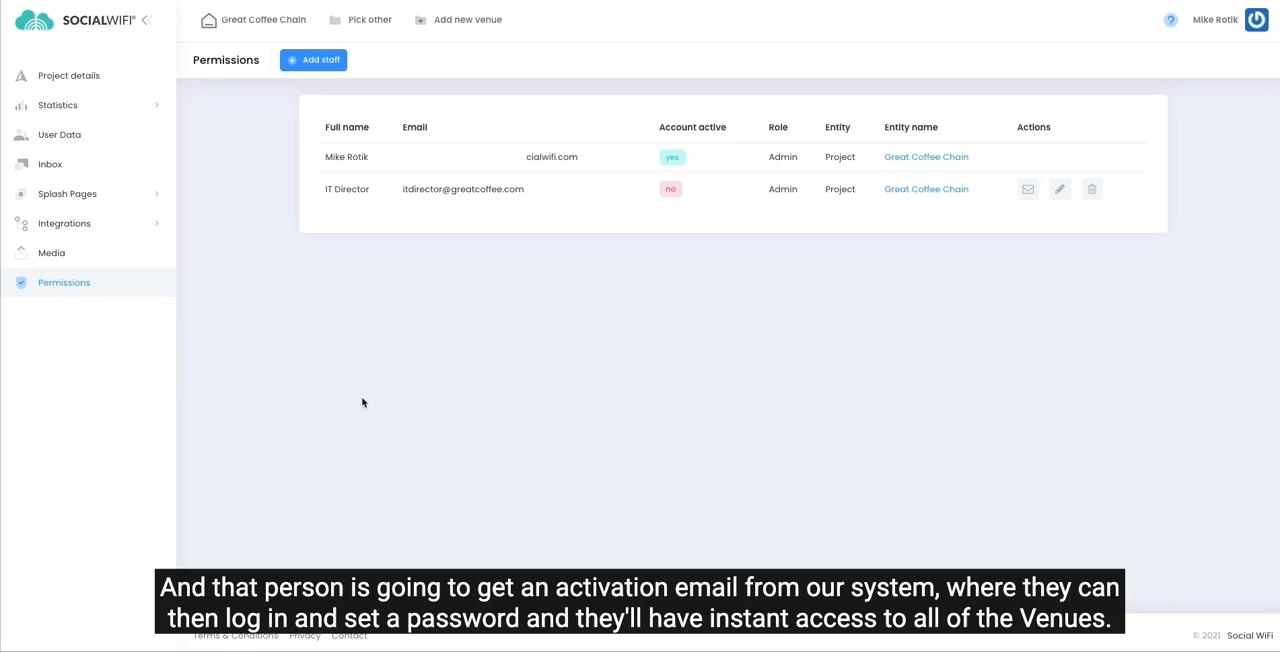 SOCIALWIFI®
Great Coffee Chain
Pick other
Add new venue
?
Mike Rotik
Permissions
Add staff
Project details
Statistics
User Data
Inbox
Splash Pages
Integrations
Media
Permissions
Full name Email Account active Role Entity Entity name Actions
Mike Rotik cialwifi.com yes Admin Project Great Coffee Chain
IT Director itdirector@greatcoffee.com no Admin Project Great Coffee Chain
And that person is going to get an activation email from our system, where they can
then log in and set a password and they'll have instant access to all of the Venues.
Terms & Conditions Privacy Contact
© 2021 Social WiFi